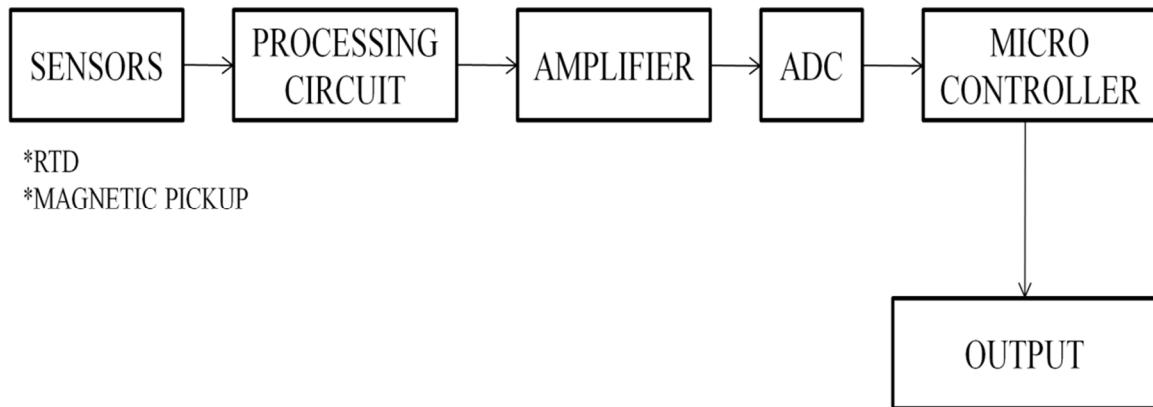 SENSORS
PROCESSING
CIRCUIT
AMPLIFIER
ADC
MICRO
CONTROLLER
*RTD
*MAGNETIC PICKUP
OUTPUT